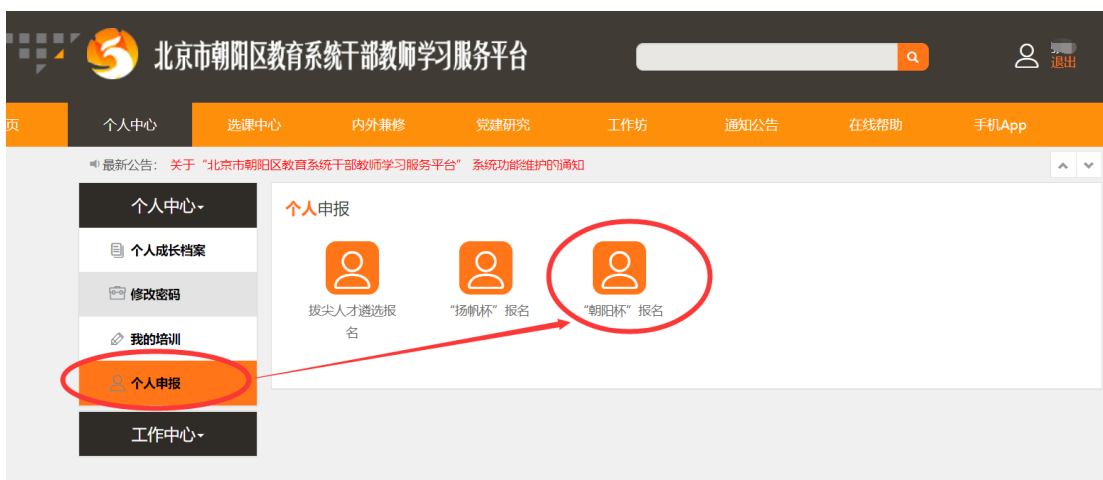 北京市朝阳区教育系统干部教师学习服务平台
退出
页 个人中心 选课中心 内外兼修 党建研究 工作坊 通知公告 在线帮助 手机App
最新公告： 关于“北京市朝阳区教育系统干部教师学习服务平台” 系统功能维护的通知
个人中心
个人成长档案
修改密码
我的培训
个人申报
工作中心
个人申报
拔尖人才遴选报
名
“扬帆杯”报名
“朝阳杯”报名